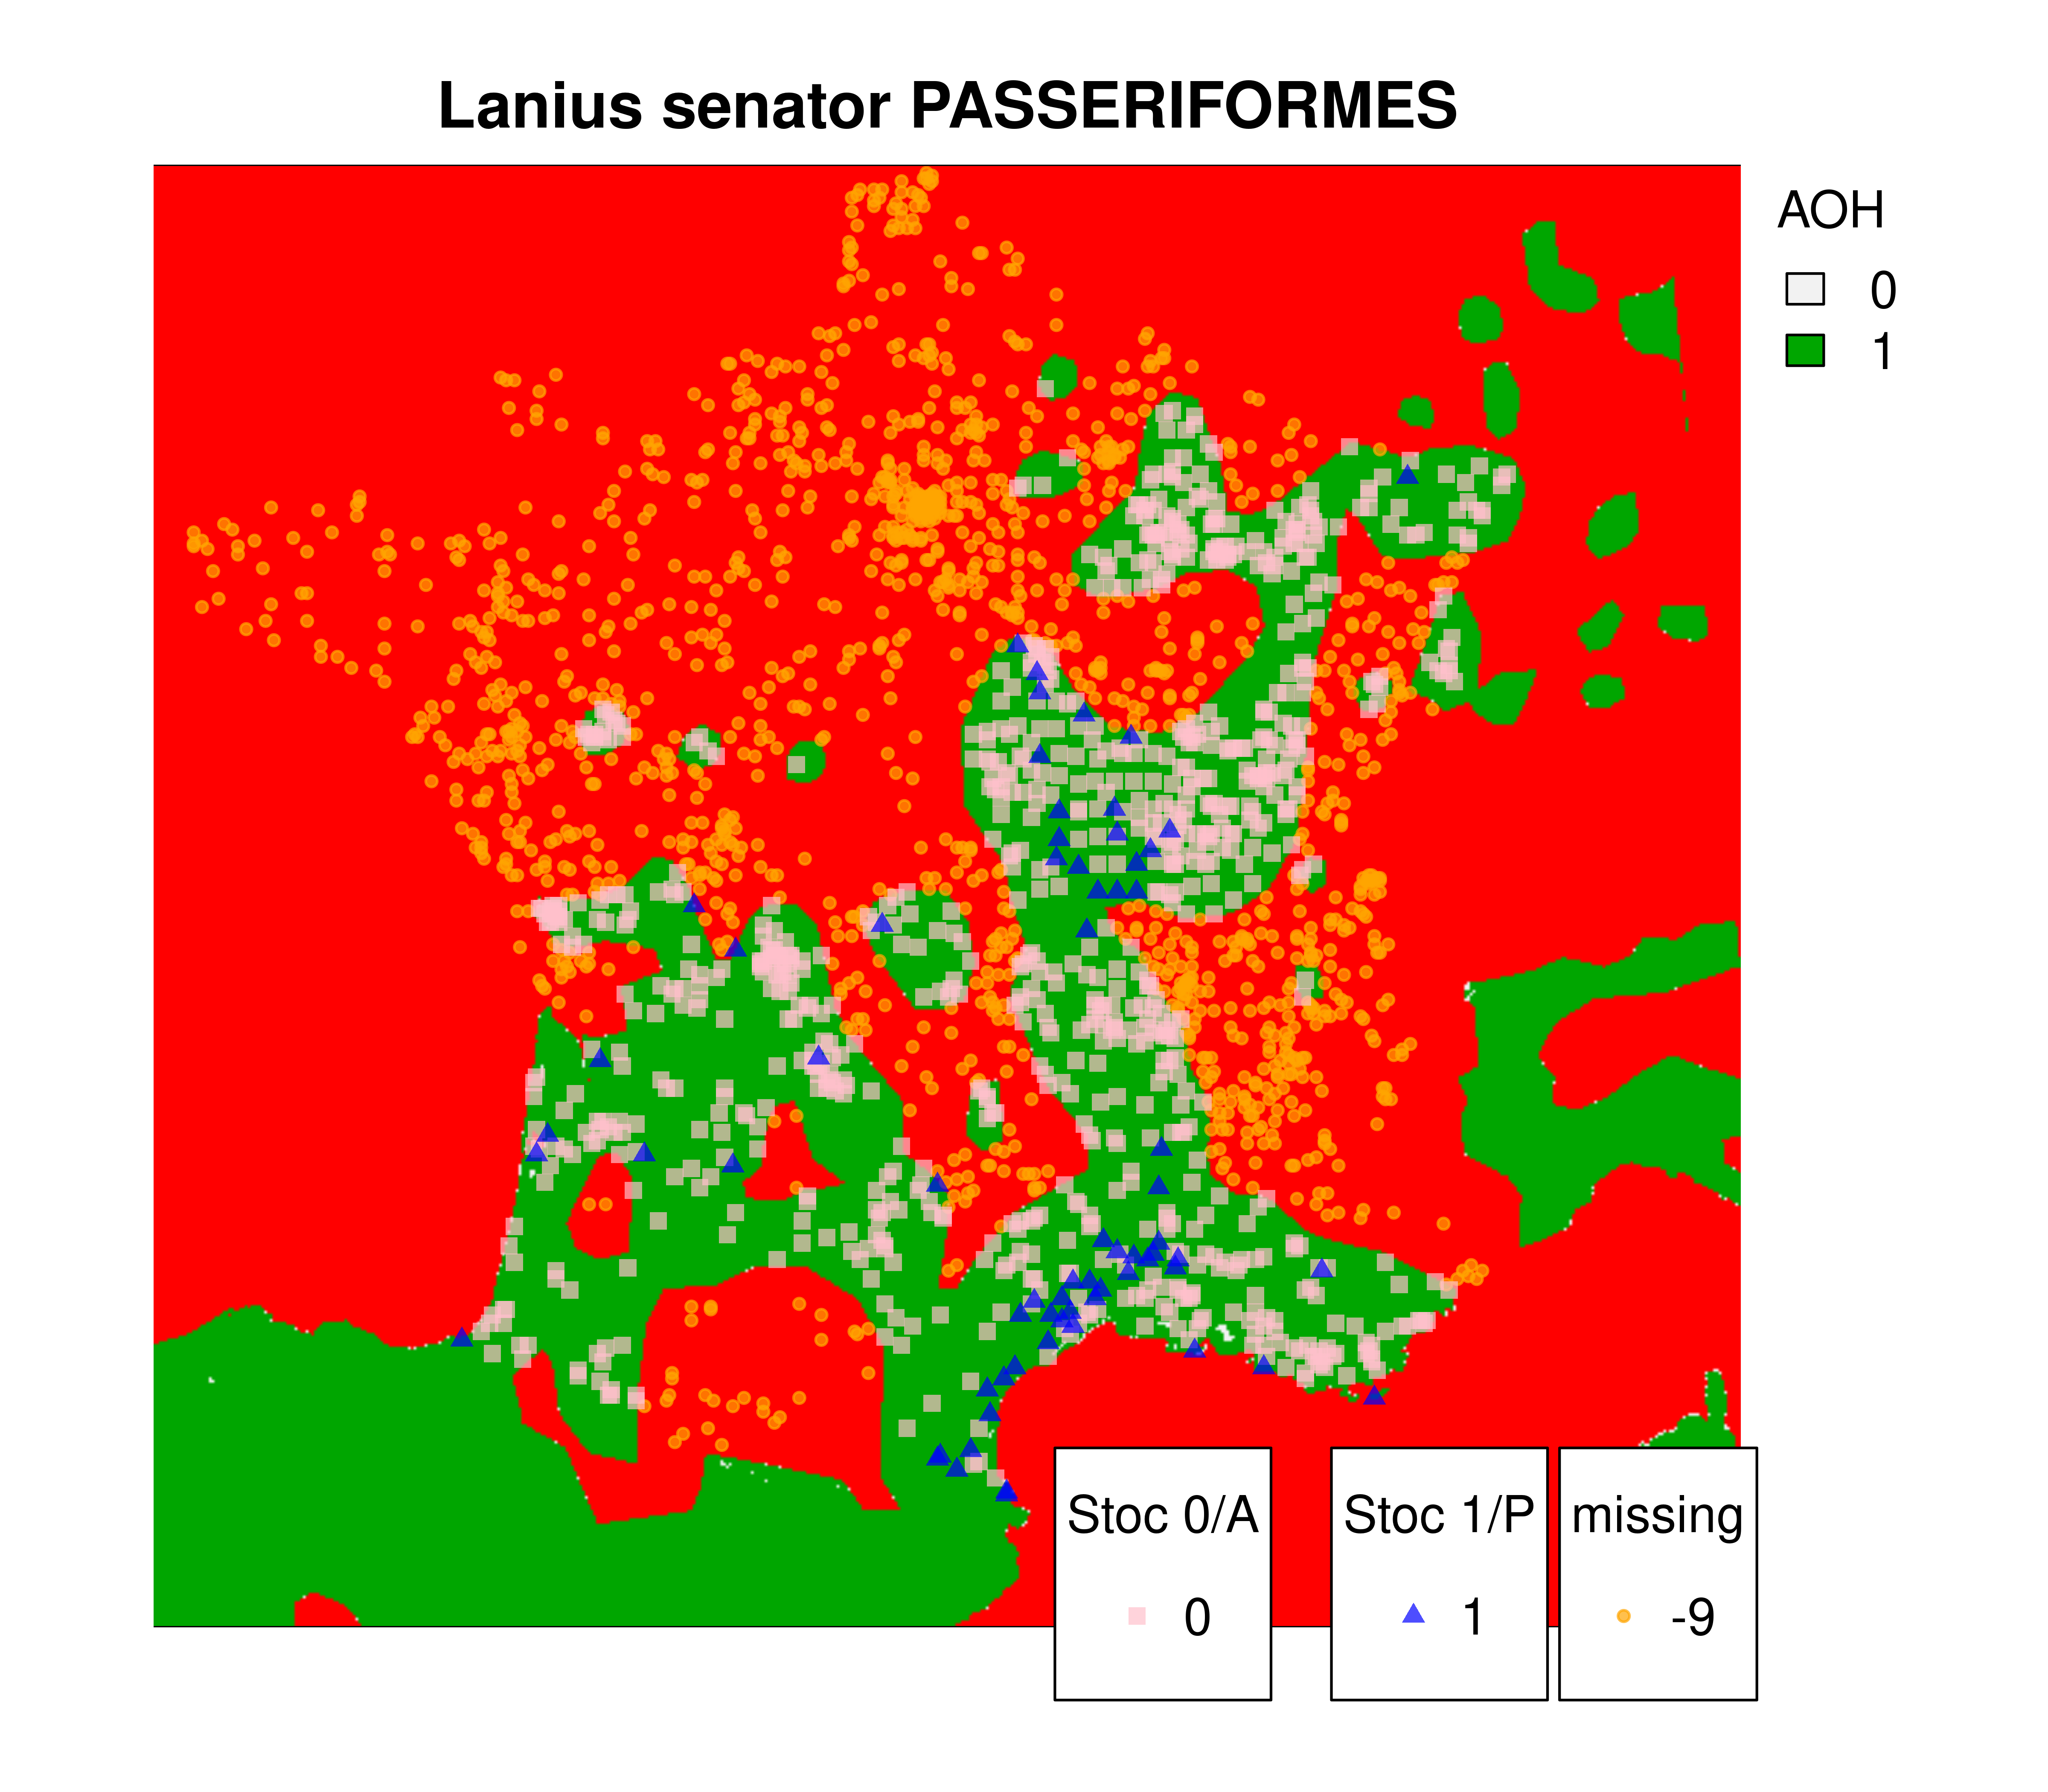 Lanius senator PASSERIFORMES
AOH
0
1
Stoc 0/A
0
Stoc 1/P
1
missing
-9